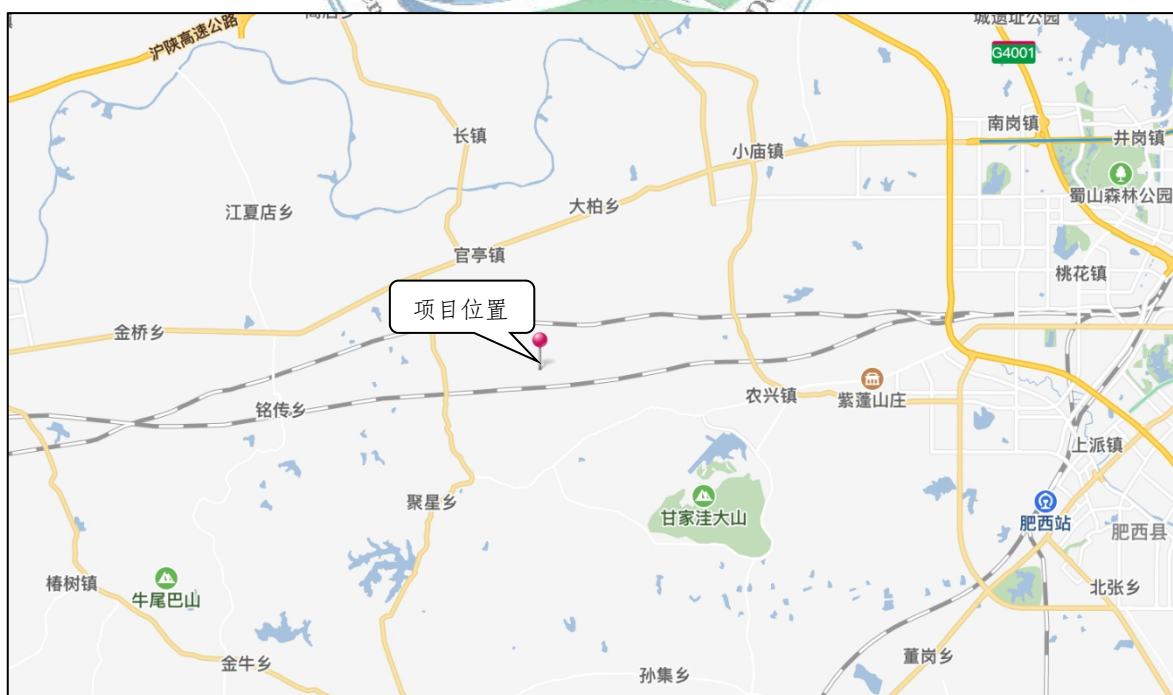 沪陕高速公路
G4001
长镇
南岗镇
井岗镇
小庙镇
蜀山森林公园
江夏店乡
大柏乡
官亭镇
桃花镇
项目位置
金桥乡
铭传乡
农兴镇
紫蓬山庄
上派镇
聚星乡
甘家洼大山
肥西站
肥西县
椿树镇
牛尾巴山
北张乡
金牛乡
孙集乡
董岗乡